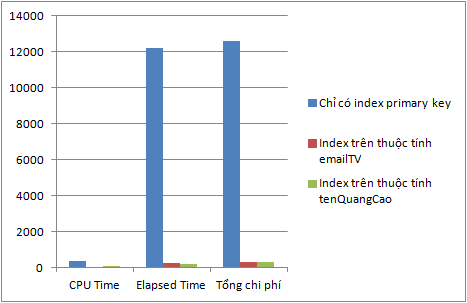 14000
12000
10000
8000
6000
4000
2000
0
CPU Time
Elapsed Time
Tổng chi phí
Chỉ có index primary key
Index trên thuộc tính
emailTV
Index trên thuộc tính
tenQuangCao